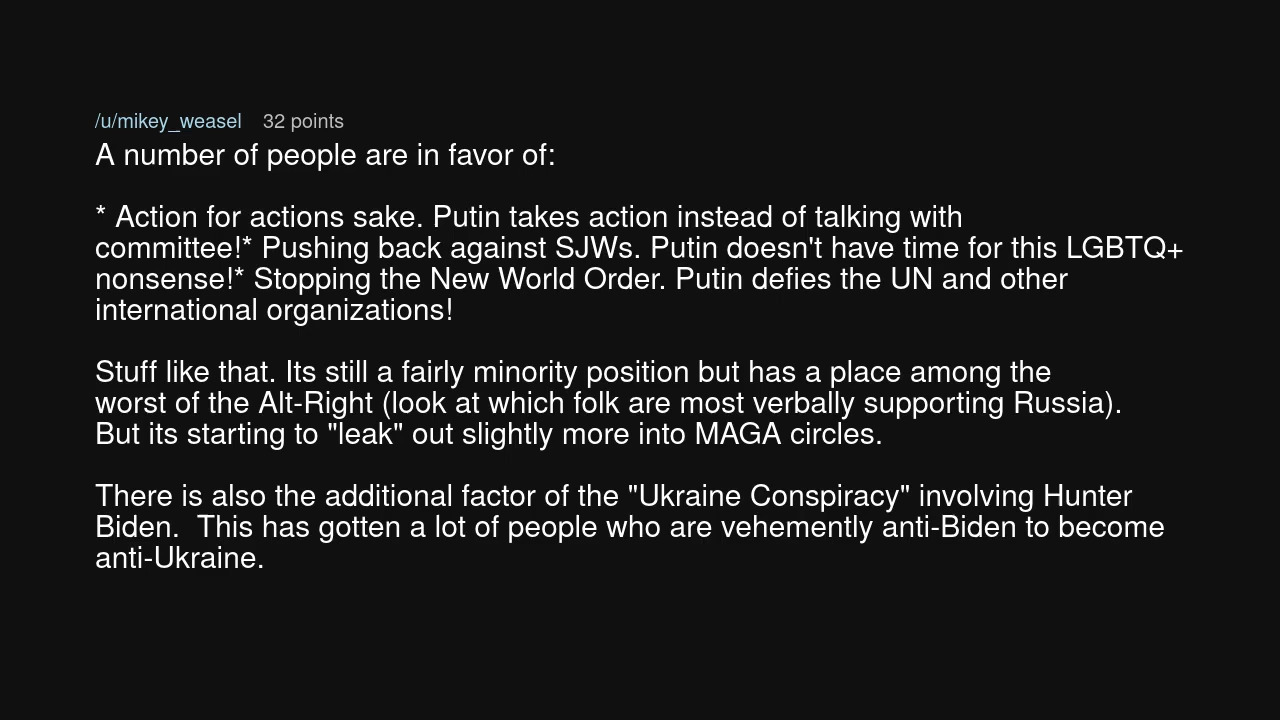 /u/mikey_weasel 32 points
A number of people are in favor of:
* Action for actions sake. Putin takes action instead of talking with
committee!* Pushing back against SJWs. Putin doesn't have time for this LGBTQ+
nonsense!* Stopping the New World Order. Putin defies the UN and other
international organizations!
Stuff like that. Its still a fairly minority position but has a place among the
worst of the Alt-Right (look at which folk are most verbally supporting Russia).
But its starting to "leak" out slightly more into MAGA circles.
There is also the additional factor of the "Ukraine Conspiracy" involving Hunter
Biden.  This has gotten a lot of people who are vehemently anti-Biden to become
anti-Ukraine.